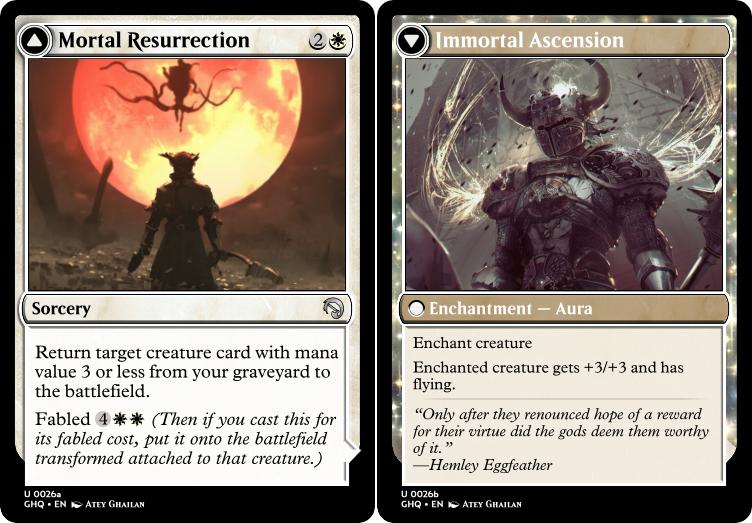 Mortal Resurrection 2
Sorcery
Return target creature card with mana
value 3 or less from your graveyard to
the battlefield.
Fabled 4 (Then if you cast this for
its fabled cost, put it onto the battlefield
transformed attached to that creature.)
U 0026a
GHQ • EN Atey Ghailan
Immortal Ascension
Enchantment — Aura
Enchant creature
Enchanted creature gets +3/+3 and has
flying.
“Only after they renounced hope of a reward
for their virtue did the gods deem them worthy
of it.”
—Hemley Eggfeather
U 0026b
GHQ • EN Atey Ghailan